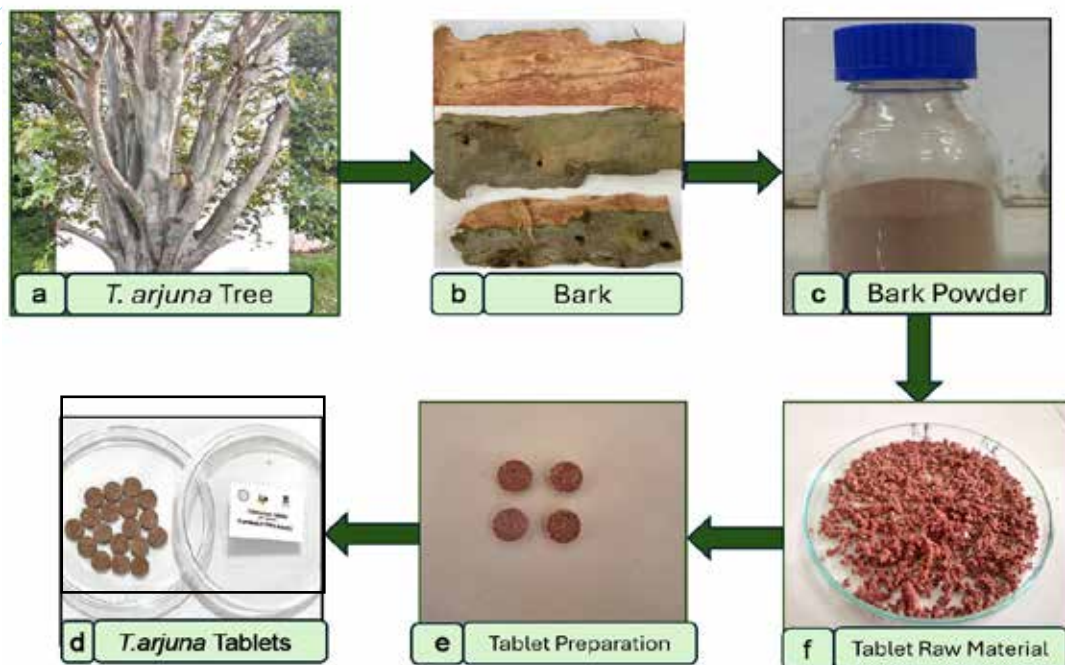 a T. arjuna Tree
b Bark
c Bark Powder
d T.arjuna Tablets
e Tablet Preparation
f Tablet Raw Material